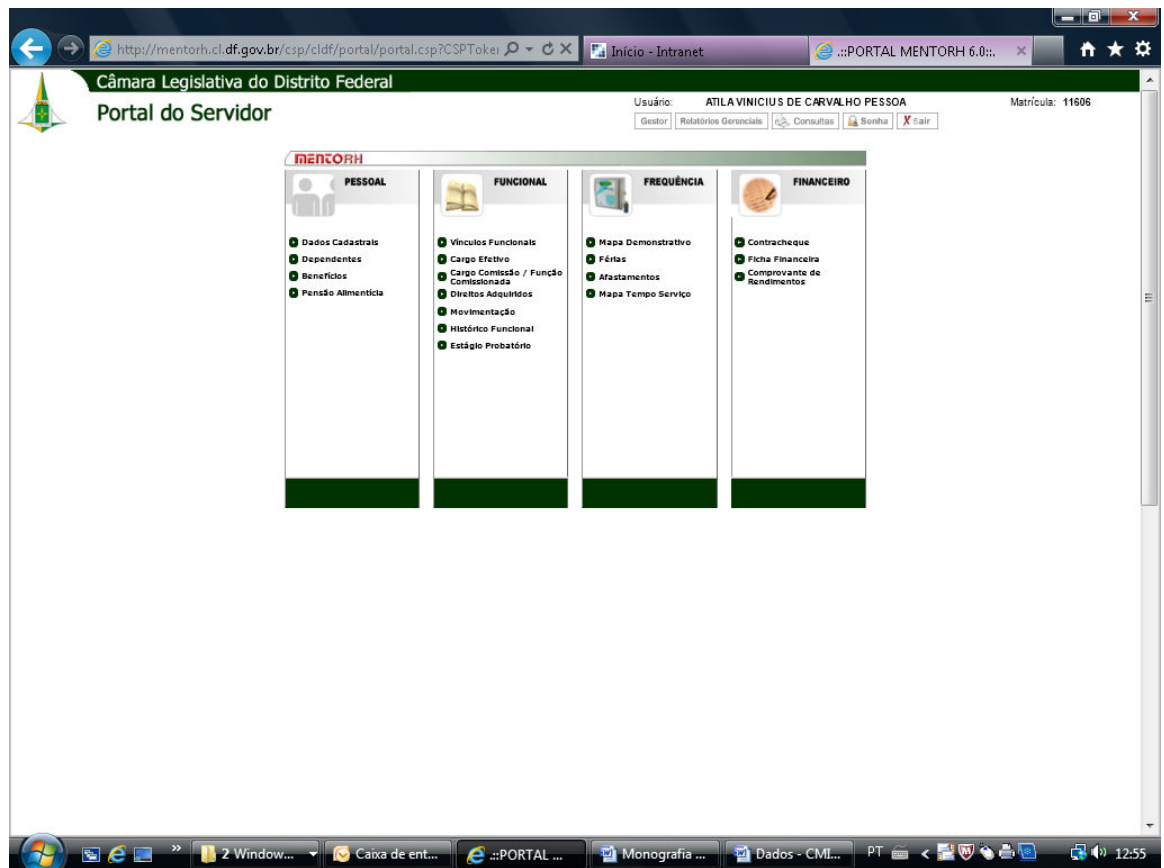 http://mentorh.cl.df.gov.br/csp/cldf/portal/portal.csp?CSPToke
Início - Intranet
.::PORTAL MENTORH 6.0::.
Câmara Legislativa do Distrito Federal
Portal do Servidor
Usuário: ATILA VINICIUS DE CARVALHO PESSOA
Matrícula: 11606
Gestor
Relatórios Gerenciais
Consultas
Senha
X Sair
MENTORH
PESSOAL
Dados Cadastrais
Dependentes
Benefícios
Pensão Alimentícia
FUNCIONAL
Vínculos Funcionais
Cargo Efetivo
Cargo Comissão / Função
Comissionada
Direitos Adquiridos
Movimentação
Histórico Funcional
Estágio Probatório
FREQUÊNCIA
Mapa Demonstrativo
Férias
Afastamentos
Mapa Tempo Serviço
FINANCEIRO
Contracheque
Ficha Financeira
Comprovante de
Rendimentos
2 Window...
Caixa de ent...
.::PORTAL ...
Monografia ...
Dados - CMI...
PT
12:55